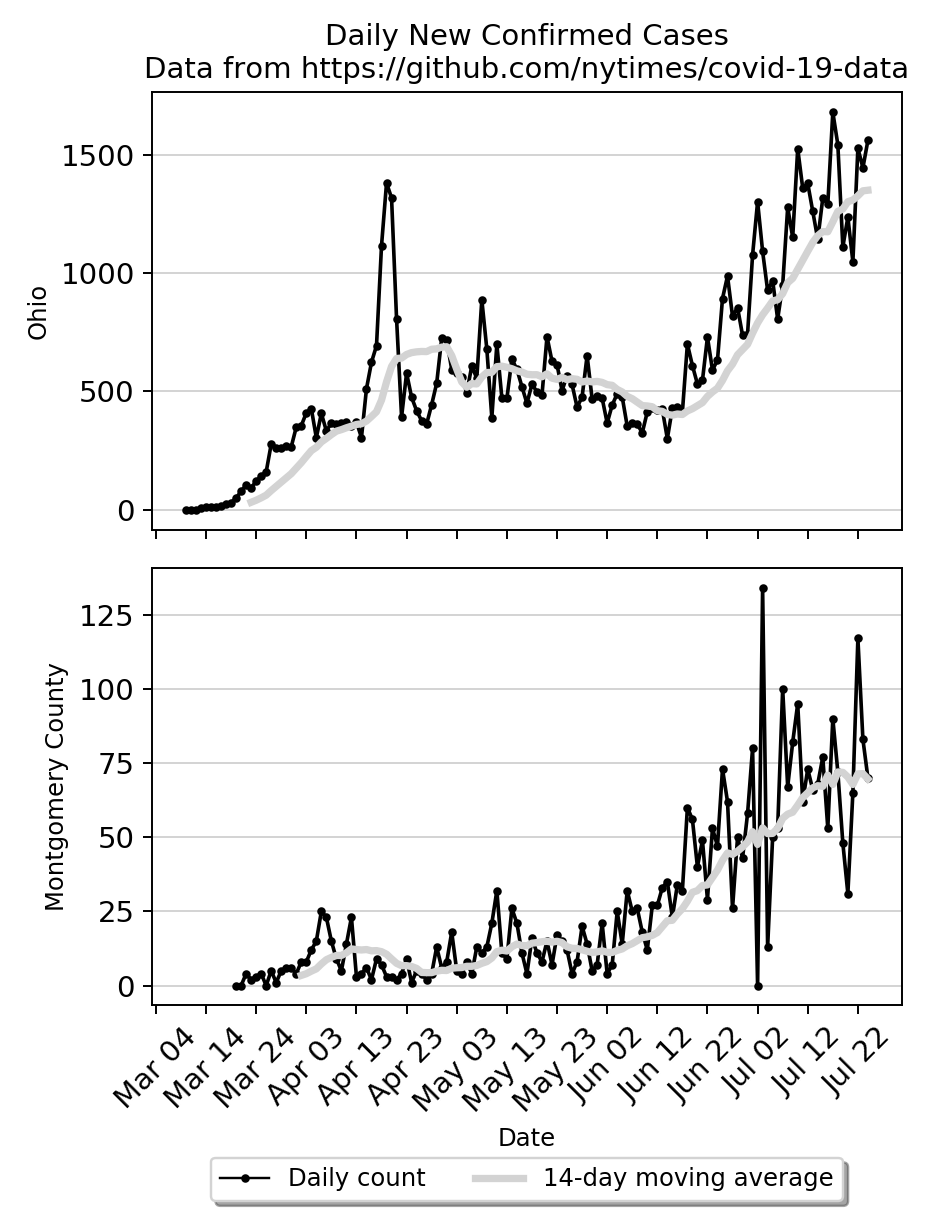 Daily New Confirmed Cases
Data from https://github.com/nytimes/covid-19-data
1500
1000
500
0
Ohio
125
100
75
50
25
0
Montgomery County
Mar 04
Mar 14
Mar 24
Apr 03
Apr 13
Apr 23
May 03
May 13
May 23
Jun 02
Jun 12
Jun 22
Jul 02
Jul 12
Jul 22
Date
Daily count
14-day moving average